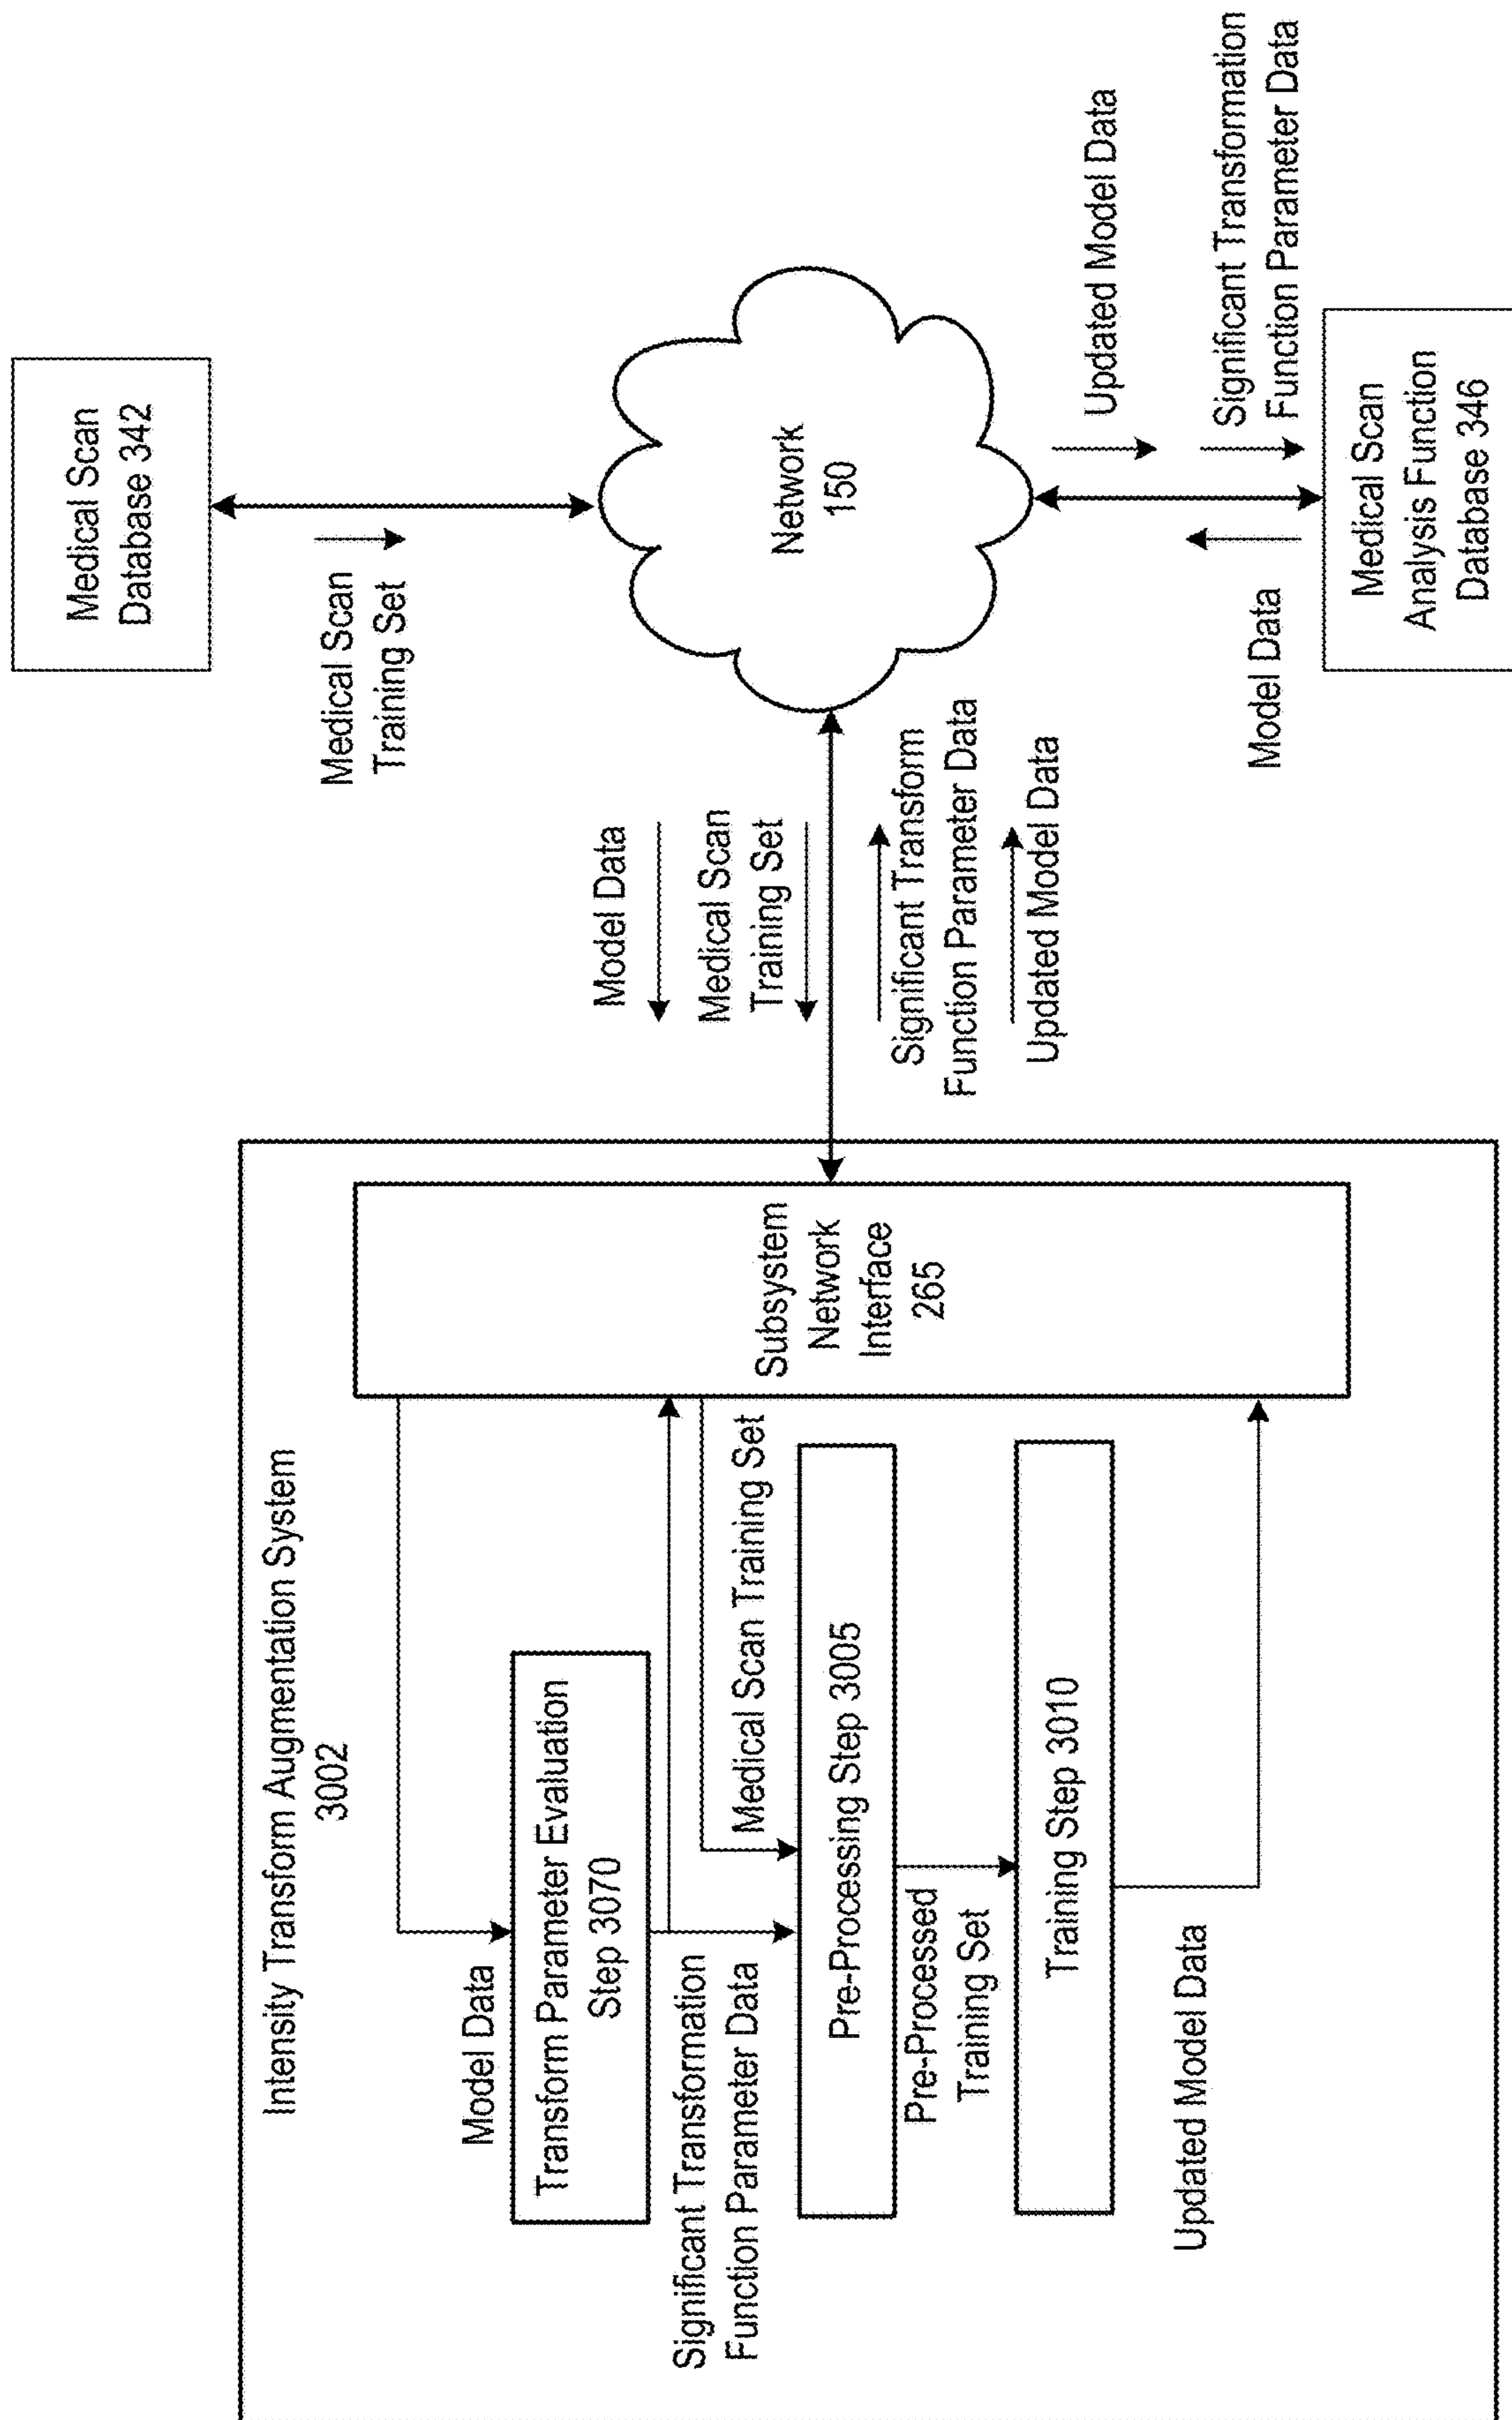 Intensity Transform Augmentation System
3002
Model Data
Transform Parameter Evaluation
Step 3070
Significant Transformation
Function Parameter Data
Medical Scan Training Set
Pre-Processing Step 3005
Pre-Processed
Training Set
Training Step 3010
Updated Model Data
Subsystem
Network
Interface
265
Model Data
Medical Scan
Training Set
Significant Transform
Function Parameter Data
Updated Model Data
Medical Scan
Database 342
Medical Scan
Training Set
Network
150
Updated Model Data
Significant Transformation
Function Parameter Data
Model Data
Medical Scan
Analysis Function
Database 346